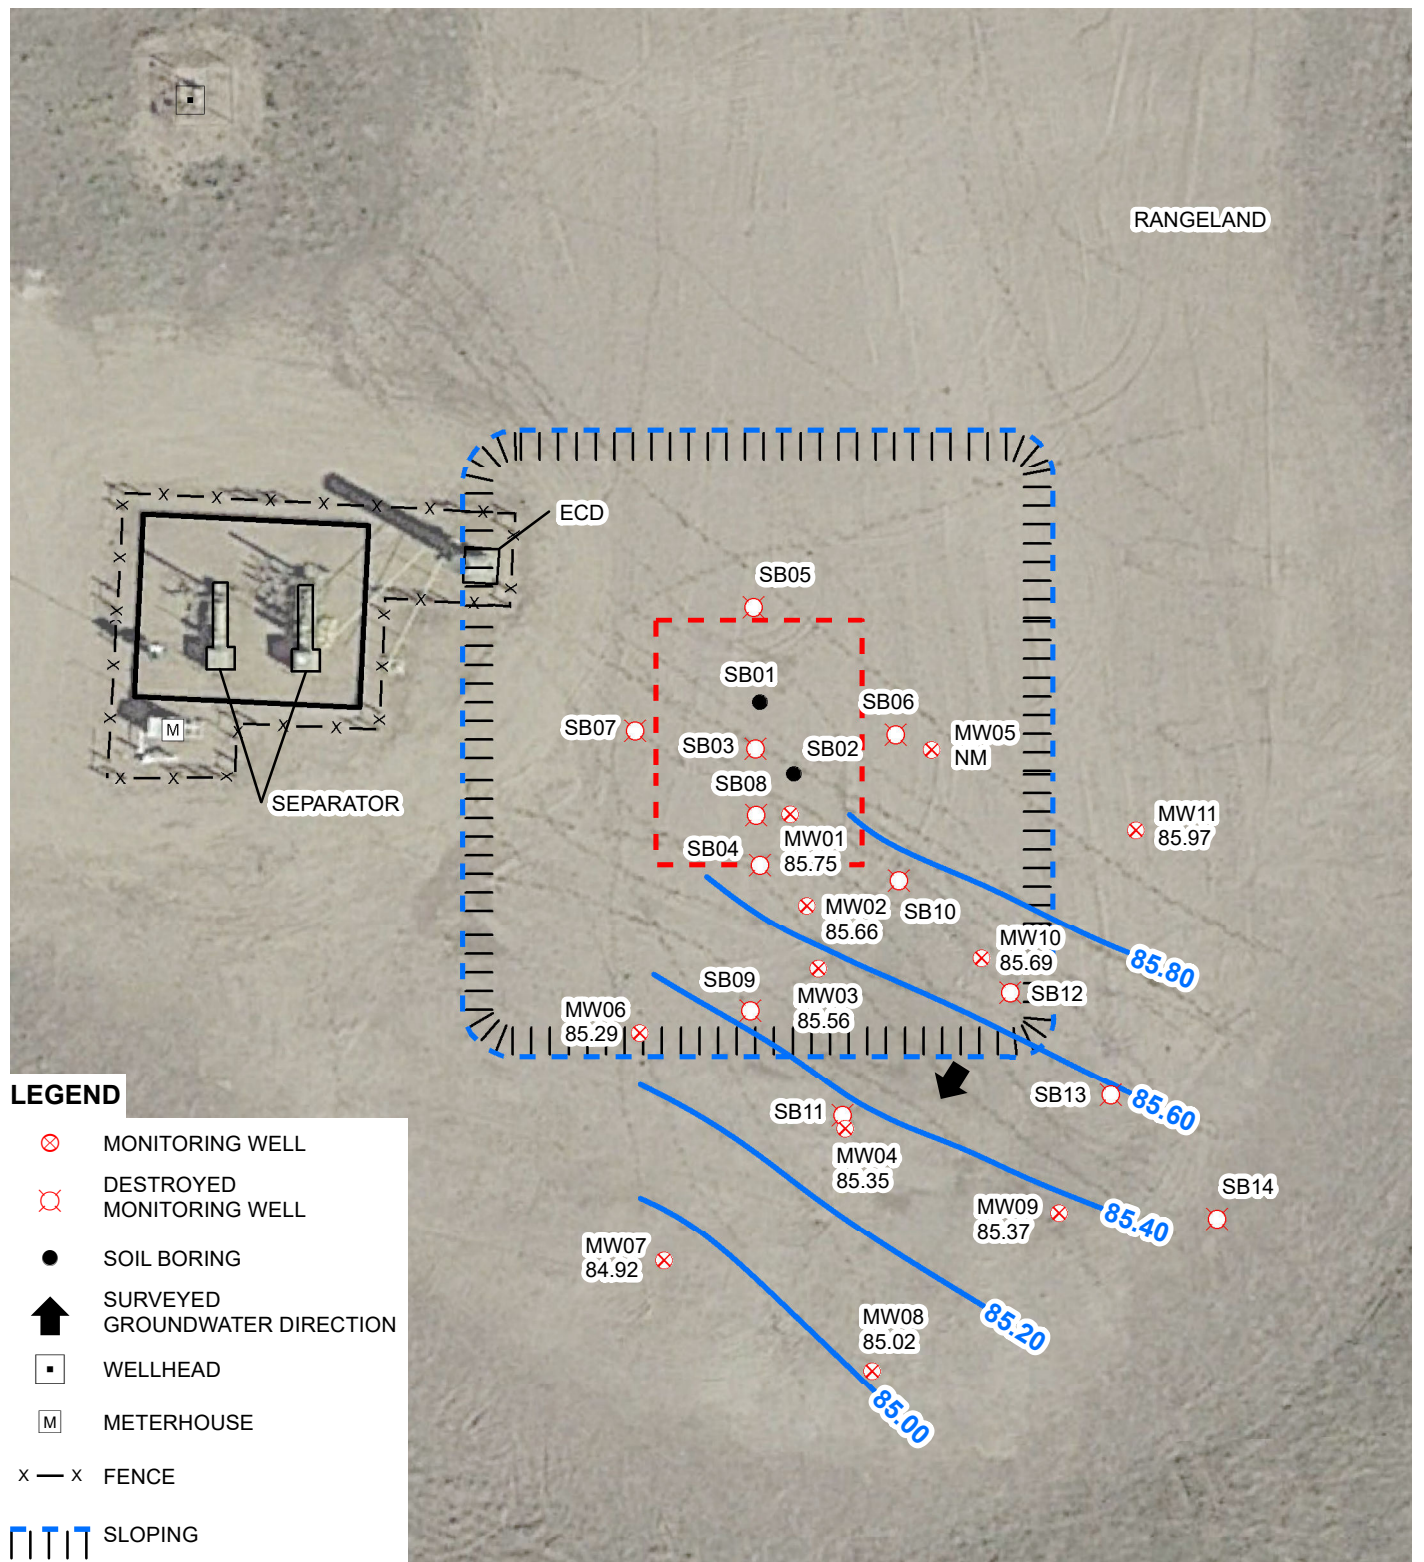 RANGELAND
ECD
SB05
SB01
SB06
SB07
SB03
SB02
MW05
NM
M
SEPARATOR
SB08
MW11
85.97
MW01
85.75
SB04
MW02
85.66
SB10
MW10
85.69
85.80
SB09
MW03
85.56
SB12
MW06
85.29
SB13
85.60
SB11
MW04
85.35
MW09
85.37
85.40
SB14
MW07
84.92
MW08
85.02
85.20
85.00
LEGEND
MONITORING WELL
DESTROYED
MONITORING WELL
SOIL BORING
SURVEYED
GROUNDWATER DIRECTION
WELLHEAD
M METERHOUSE
X — X FENCE
SLOPING